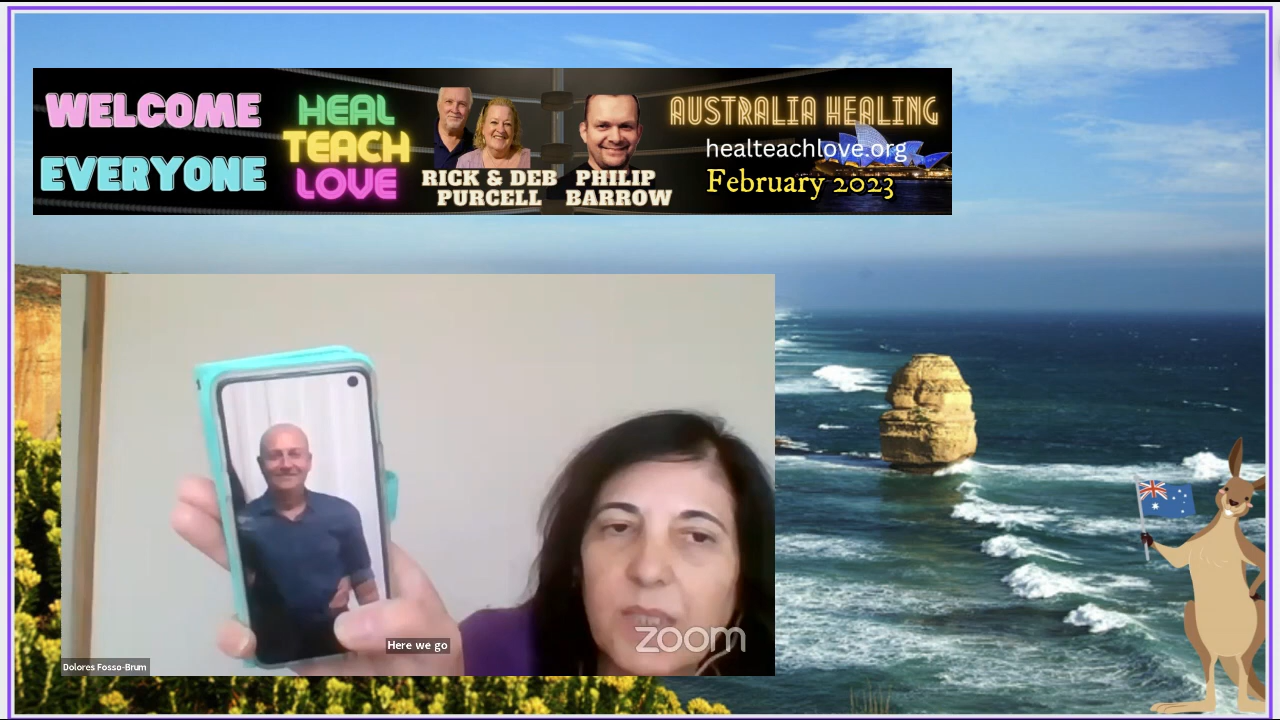 WELCOME
EVERYONE
HEAL
TEACH
LOVE
RICK & DEB
PURCELL
PHILIP
BARROW
AUSTRALIA HEALING
healteachlove.org
February 2023
Here we go
zoom
Dolores Fosso-Brum